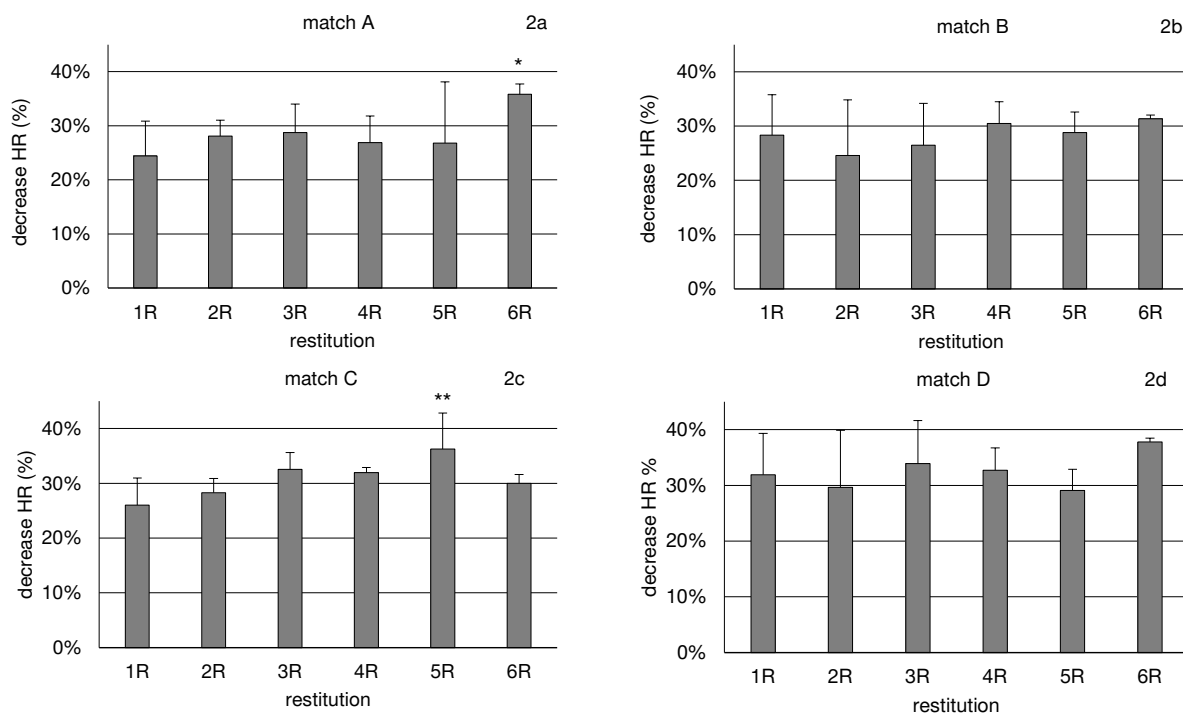 match A 2a
decrease HR (%)
40%
30%
20%
10%
0%
*
1R 2R 3R 4R 5R 6R
restitution
match B 2b
decrease HR (%)
40%
30%
20%
10%
0%
1R 2R 3R 4R 5R 6R
restitution
match C 2c
decrease HR (%)
40%
30%
20%
10%
0%
**
1R 2R 3R 4R 5R 6R
restitution
match D 2d
decrease HR %
40%
30%
20%
10%
0%
1R 2R 3R 4R 5R 6R
restitution